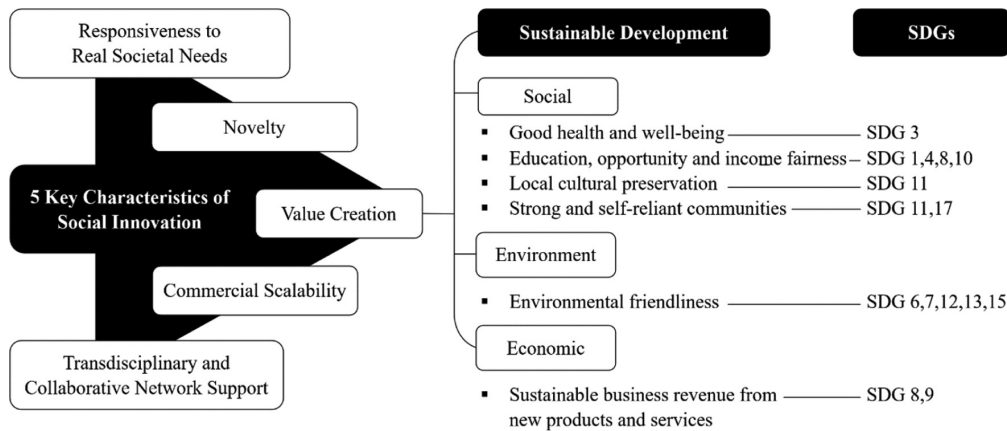 Responsiveness to
Real Societal Needs
Novelty
5 Key Characteristics of
Social Innovation
Value Creation
Commercial Scalability
Transdisciplinary and
Collaborative Network Support
Sustainable Development
SDGs
Social
▪ Good health and well-being SDG 3
▪ Education, opportunity and income fairness SDG 1,4,8,10
▪ Local cultural preservation SDG 11
▪ Strong and self-reliant communities SDG 11,17
Environment
▪ Environmental friendliness SDG 6,7,12,13,15
Economic
▪ Sustainable business revenue from SDG 8,9
new products and services